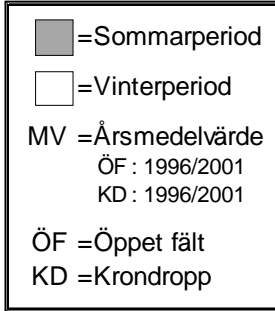 =Sommarperiod
=Vinterperiod
MV =Årsmedelvärde
ÖF : 1996/2001
KD : 1996/2001
ÖF =Öppet fält
KD =Krondropp